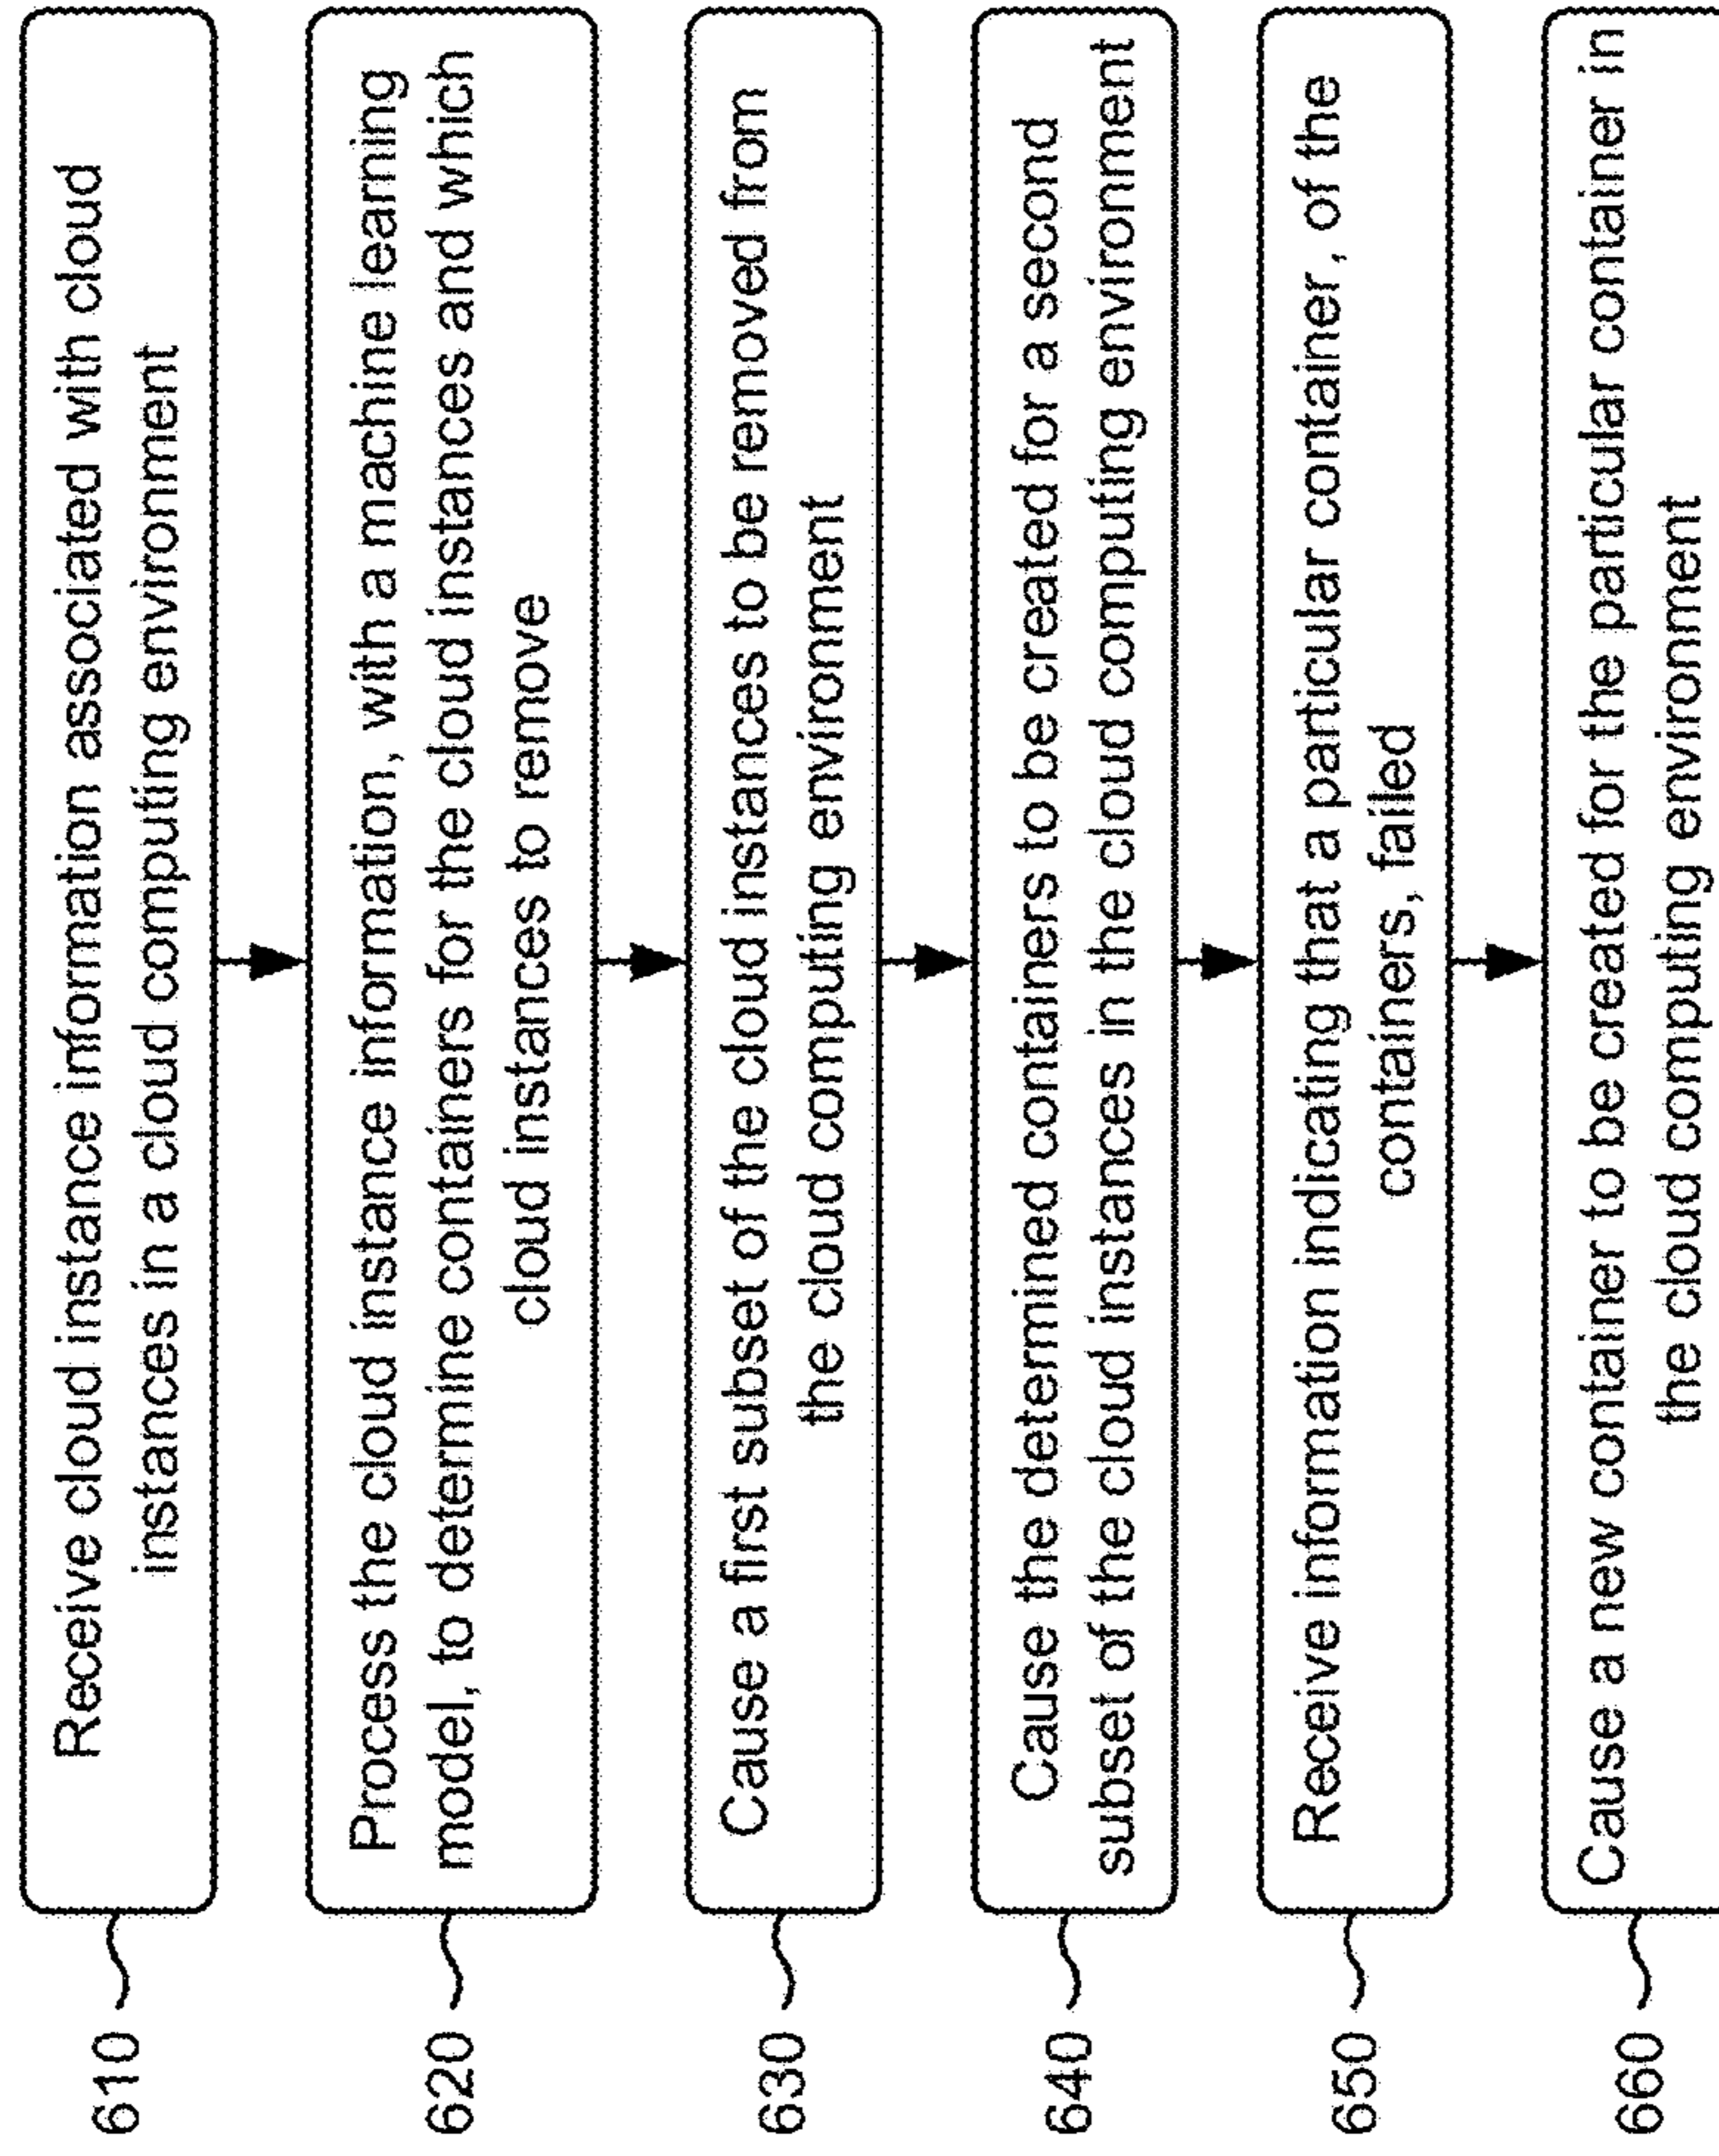 610
Receive cloud instance information associated with cloud
instances in a cloud computing environment
620
Process the cloud instance information, with a machine learning
model, to determine containers for the cloud instances and which
cloud instances to remove
630
Cause a first subset of the cloud instances to be removed from
the cloud computing environment
640
Cause the determined containers to be created for a second
subset of the cloud instances in the cloud computing environment
650
Receive information indicating that a particular container, of the
containers, failed
660
Cause a new container to be created for the particular container in
the cloud computing environment